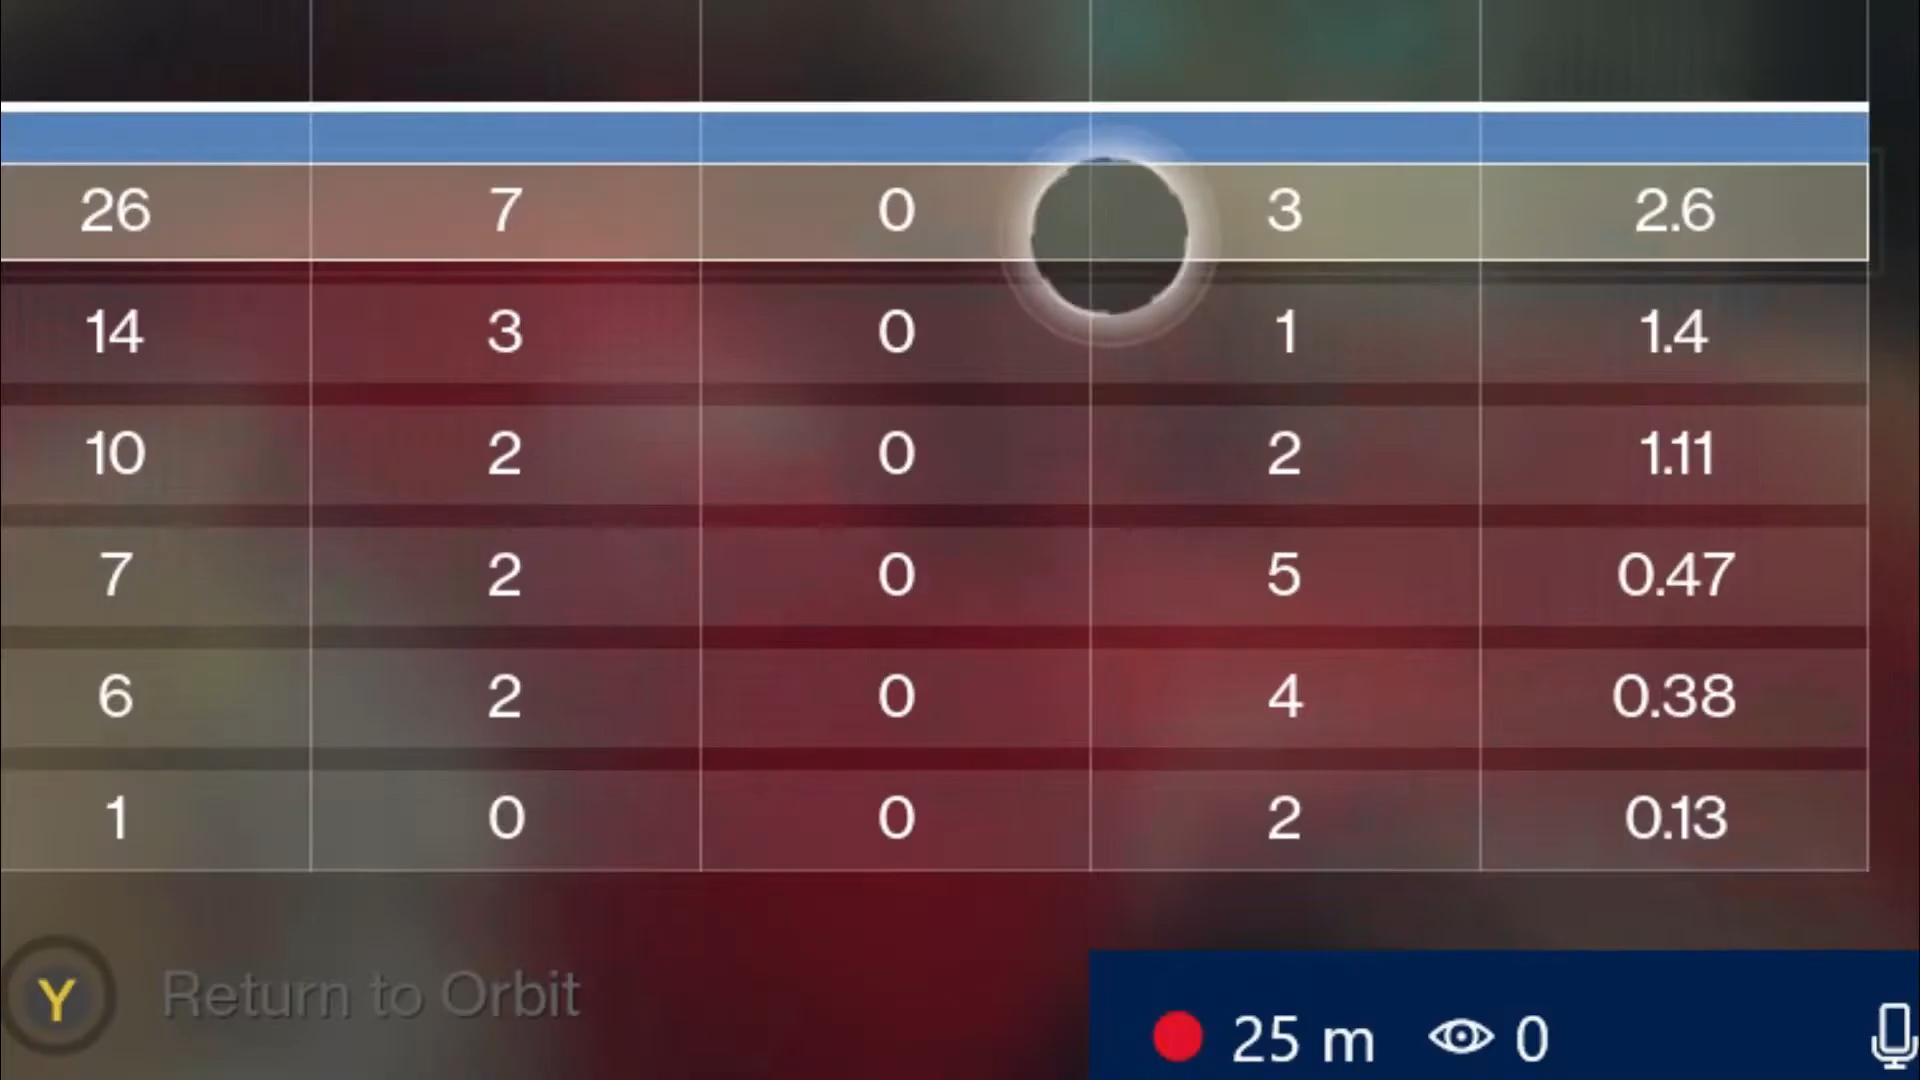 26 7 0 3 2.6
14 3 0 1 1.4
10 2 0 2 1.11
7 2 0 5 0.47
6 2 0 4 0.38
1 0 0 2 0.13
Y Return to Orbit
25 m 0